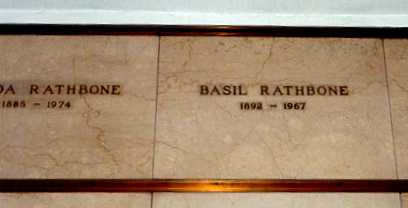 DA RATHBONE
1885 - 1974
BASIL RATHBONE
1892 - 1967